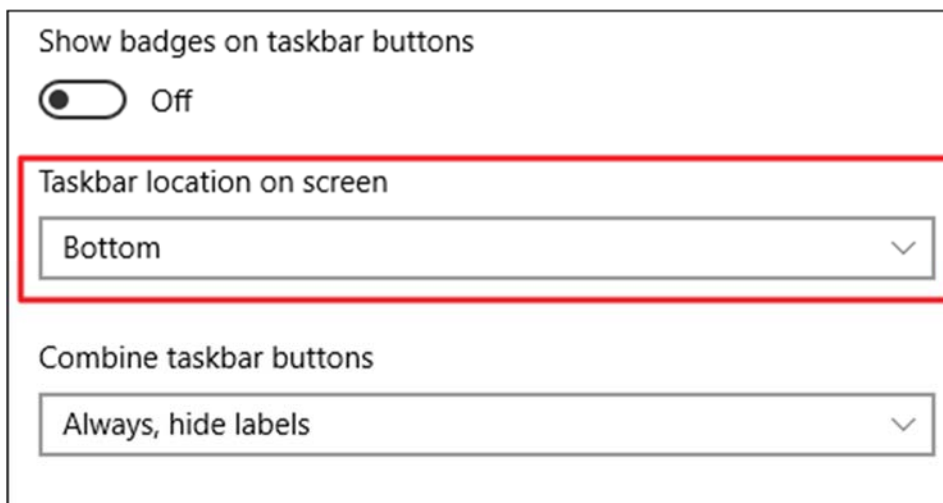 Show badges on taskbar buttons
Off
Taskbar location on screen
Bottom
Combine taskbar buttons
Always, hide labels